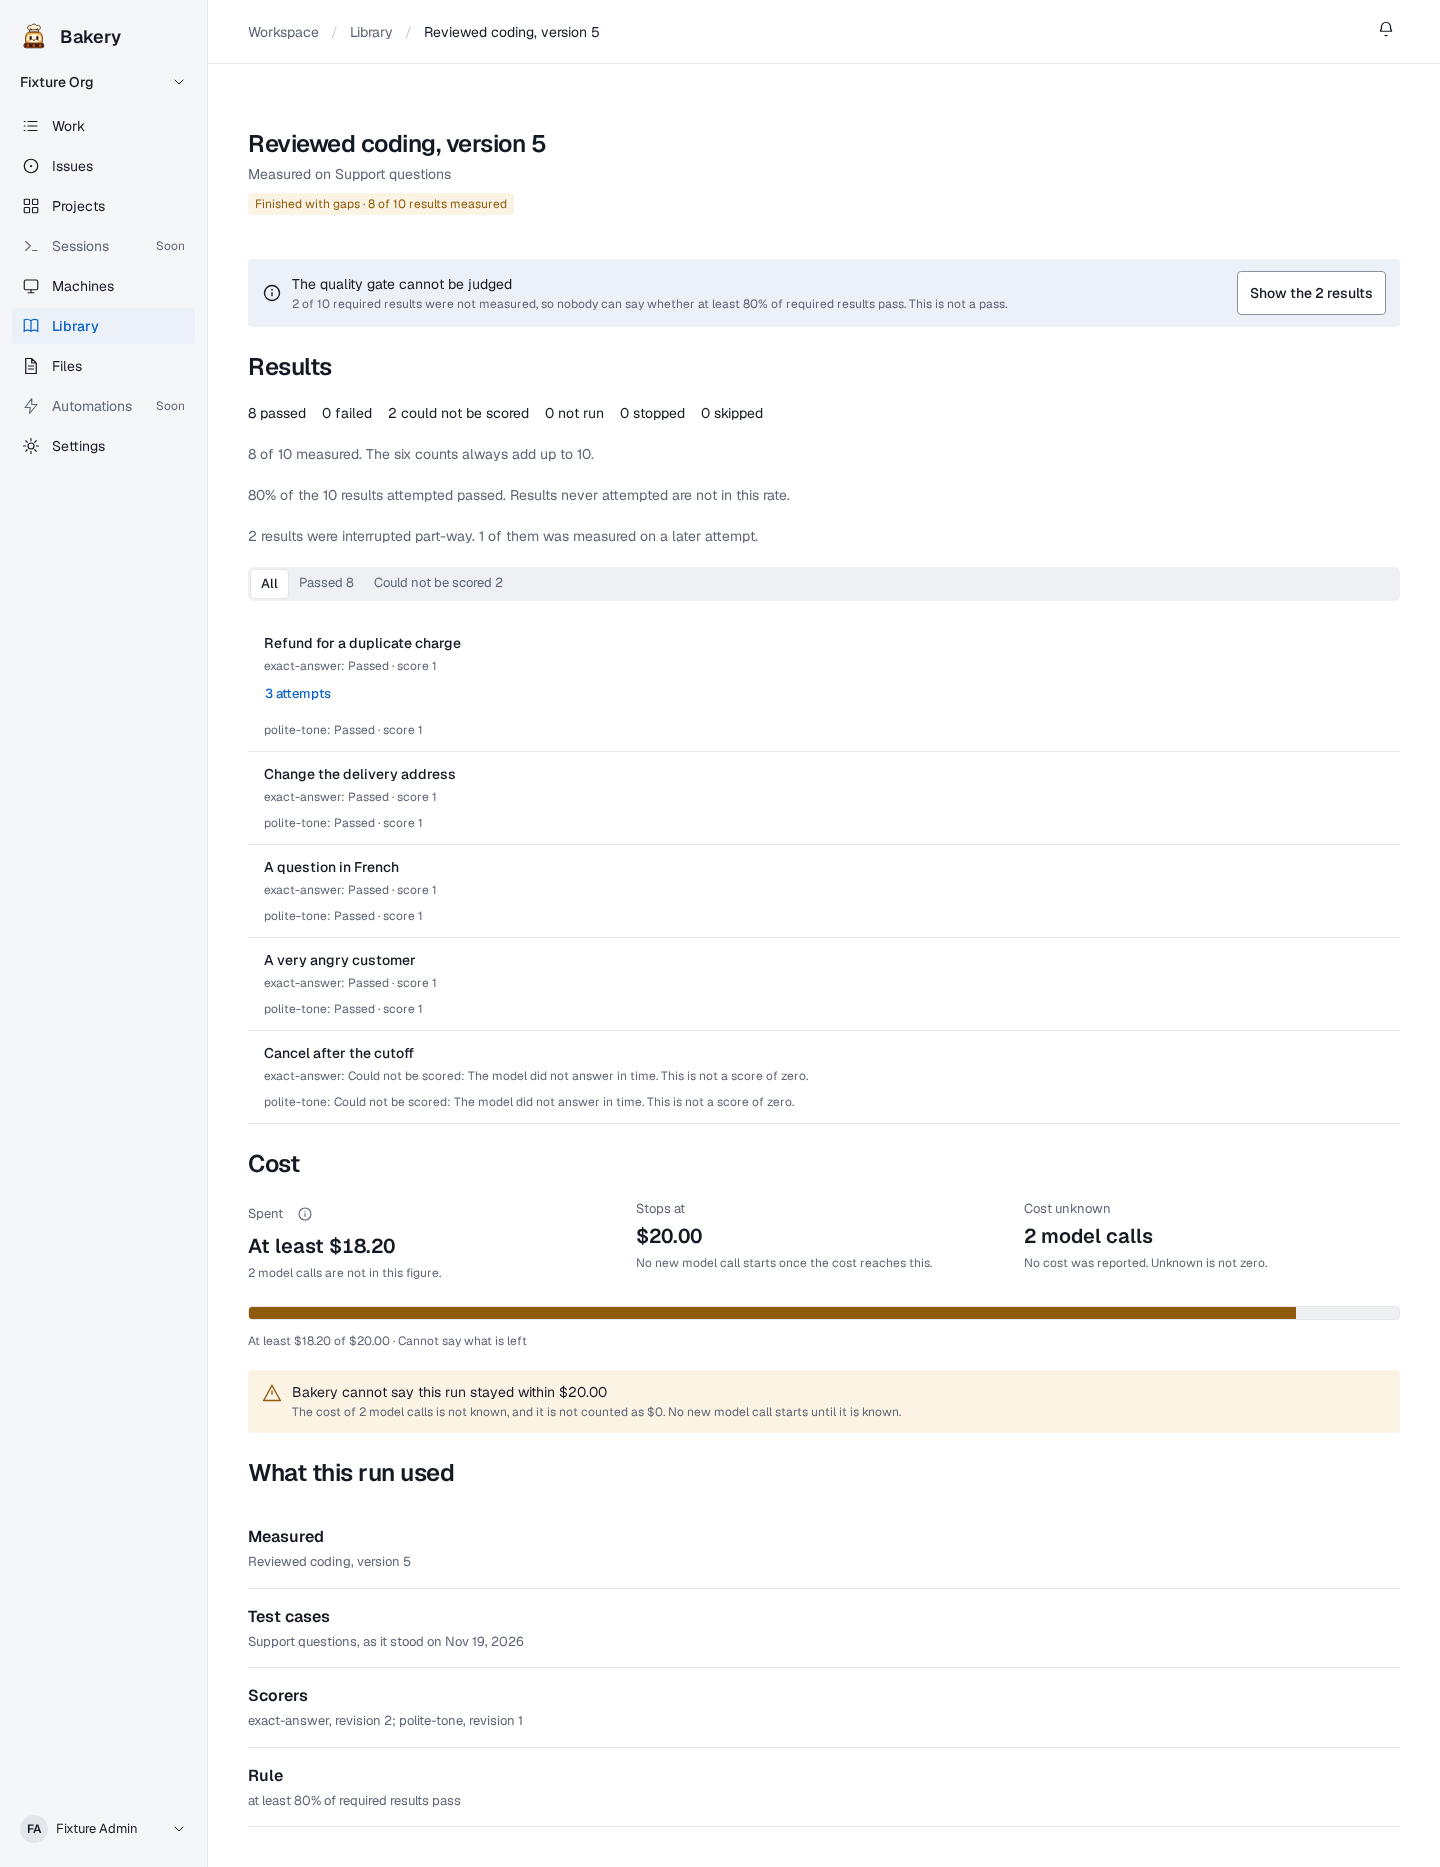 Bakery
Fixture Org
Work
Issues
Projects
Sessions Soon
Machines
Library
Files
Automations Soon
Settings
FA Fixture Admin
Workspace / Library / Reviewed coding, version 5
Reviewed coding, version 5
Measured on Support questions
Finished with gaps · 8 of 10 results measured
The quality gate cannot be judged
2 of 10 required results were not measured, so nobody can say whether at least 80% of required results pass. This is not a pass.
Show the 2 results
Results
8 passed 0 failed 2 could not be scored 0 not run 0 stopped 0 skipped
8 of 10 measured. The six counts always add up to 10.
80% of the 10 results attempted passed. Results never attempted are not in this rate.
2 results were interrupted part-way. 1 of them was measured on a later attempt.
All Passed 8 Could not be scored 2
Refund for a duplicate charge
exact-answer: Passed · score 1
3 attempts
polite-tone: Passed · score 1
Change the delivery address
exact-answer: Passed · score 1
polite-tone: Passed · score 1
A question in French
exact-answer: Passed · score 1
polite-tone: Passed · score 1
A very angry customer
exact-answer: Passed · score 1
polite-tone: Passed · score 1
Cancel after the cutoff
exact-answer: Could not be scored: The model did not answer in time. This is not a score of zero.
polite-tone: Could not be scored: The model did not answer in time. This is not a score of zero.
Cost
Spent
At least $18.20
2 model calls are not in this figure.
Stops at
$20.00
No new model call starts once the cost reaches this.
Cost unknown
2 model calls
No cost was reported. Unknown is not zero.
At least $18.20 of $20.00 · Cannot say what is left
Bakery cannot say this run stayed within $20.00
The cost of 2 model calls is not known, and it is not counted as $0. No new model call starts until it is known.
What this run used
Measured
Reviewed coding, version 5
Test cases
Support questions, as it stood on Nov 19, 2026
Scorers
exact-answer, revision 2; polite-tone, revision 1
Rule
at least 80% of required results pass